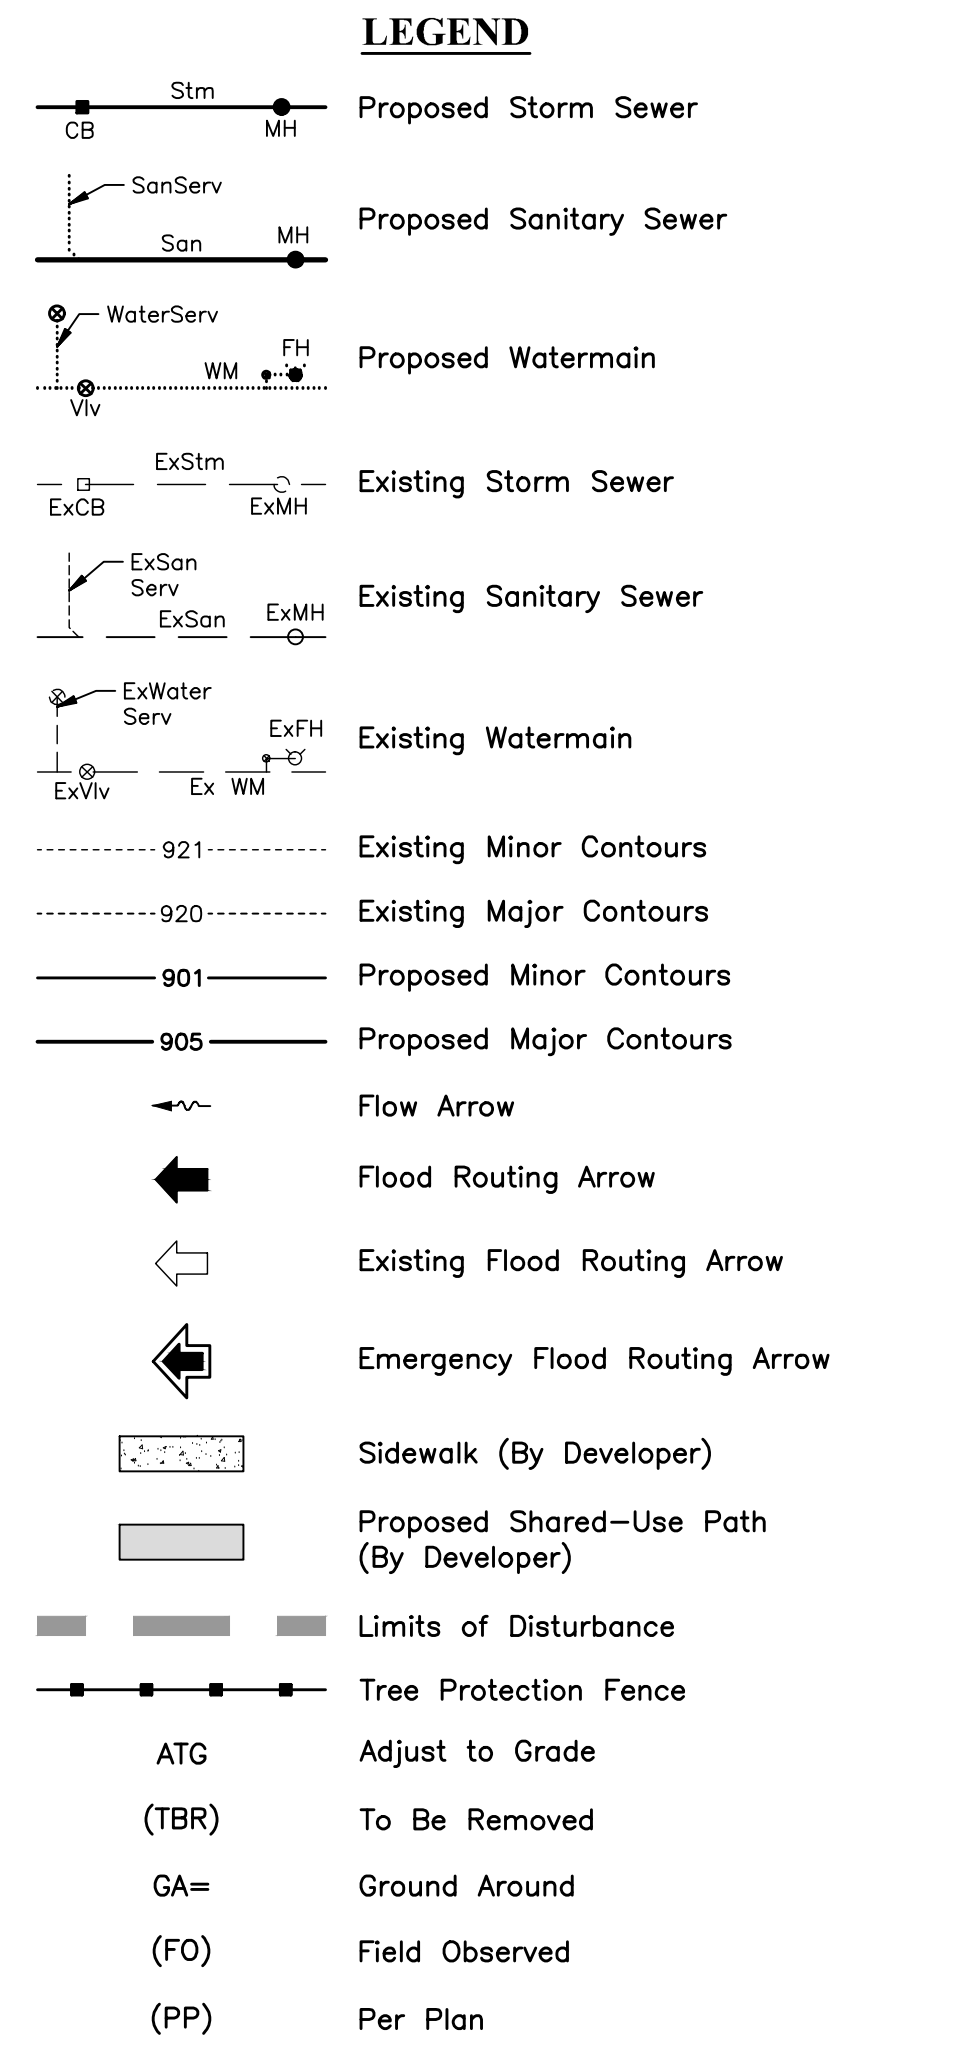 LEGEND
Stm
CB
MH
Proposed Storm Sewer
SanServ
San
MH
Proposed Sanitary Sewer
WaterServ
WM
FH
Vlv
Proposed Watermain
ExStm
ExCB
ExMH
Existing Storm Sewer
ExSan
Serv
ExSan
ExMH
Existing Sanitary Sewer
ExWater
Serv
ExFH
ExVlv
Ex WM
Existing Watermain
921
Existing Minor Contours
920
Existing Major Contours
901
Proposed Minor Contours
905
Proposed Major Contours
Flow Arrow
Flood Routing Arrow
Existing Flood Routing Arrow
Emergency Flood Routing Arrow
Sidewalk (By Developer)
Proposed Shared-Use Path
(By Developer)
Limits of Disturbance
Tree Protection Fence
ATG
Adjust to Grade
(TBR)
To Be Removed
GA=
Ground Around
(FO)
Field Observed
(PP)
Per Plan